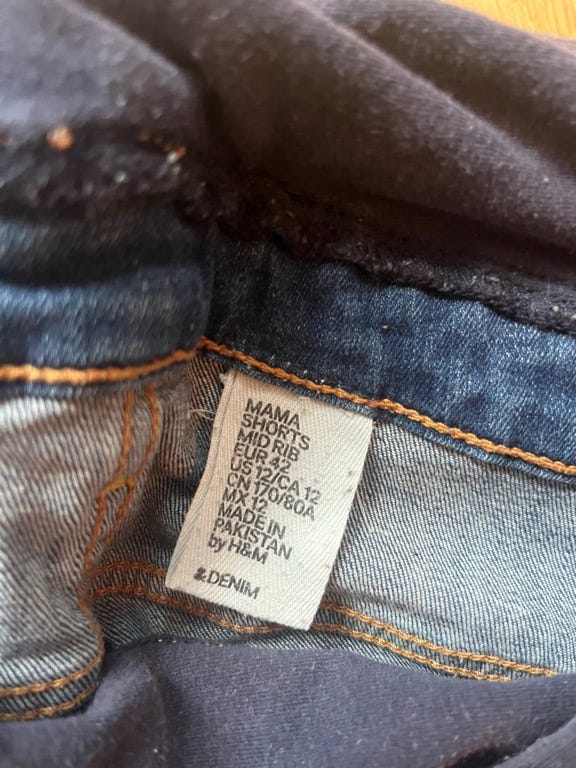 MAMA
SHORTS
MID RIB
EUR 42
US 12/CA 12
CN 170/80A
MX 12
MADE IN
PAKISTAN
by H&M
&DENIM